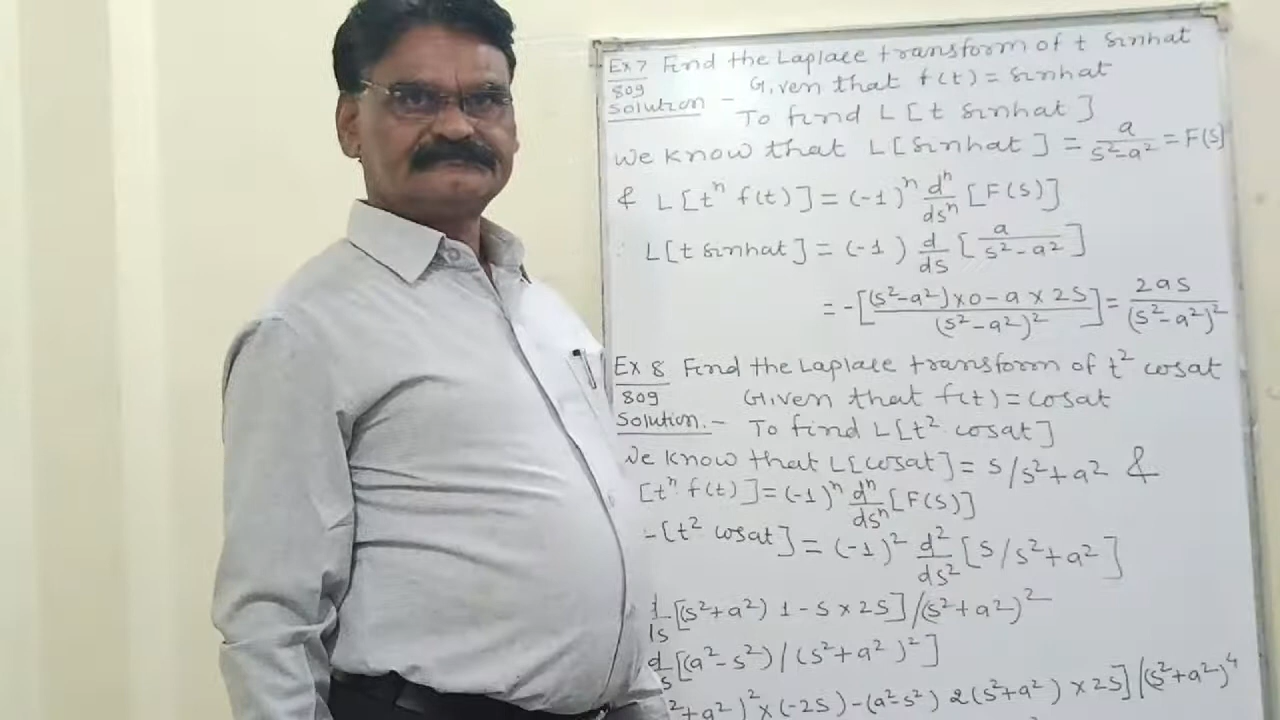 Ex 7 Find the Laplace transform of t sinhat
809 Given that f(t) = sinhat
Solution - To find L[t sinhat]
We know that L[sinhat] = a/s²-a² = F(s)
& L[tⁿ f(t)] = (-1)ⁿ dⁿ/dsⁿ [F(s)]
∴ L[t sinhat] = (-1) d/ds [a/s²-a²]
= -[(s²-a²)×0-a×2s/(s²-a²)²] = 2as/(s²-a²)²
Ex 8 Find the Laplace transform of t² cosat
809 Given that f(t) = cosat
Solution.- To find L[t² cosat]
We know that L[cosat] = s/s²+a² &
[tⁿ f(t)] = (-1)ⁿ dⁿ/dsⁿ [F(s)]
[t² cosat] = (-1)² d²/ds² [s/s²+a²]
[(s²+a²) 1-s×2s]/(s²+a²)²
[(a²-s²)/(s²+a²)²]
²+a²)²×(-2s)-(a²-s²) 2(s²+a²)×2s]/(s²+a²)⁴